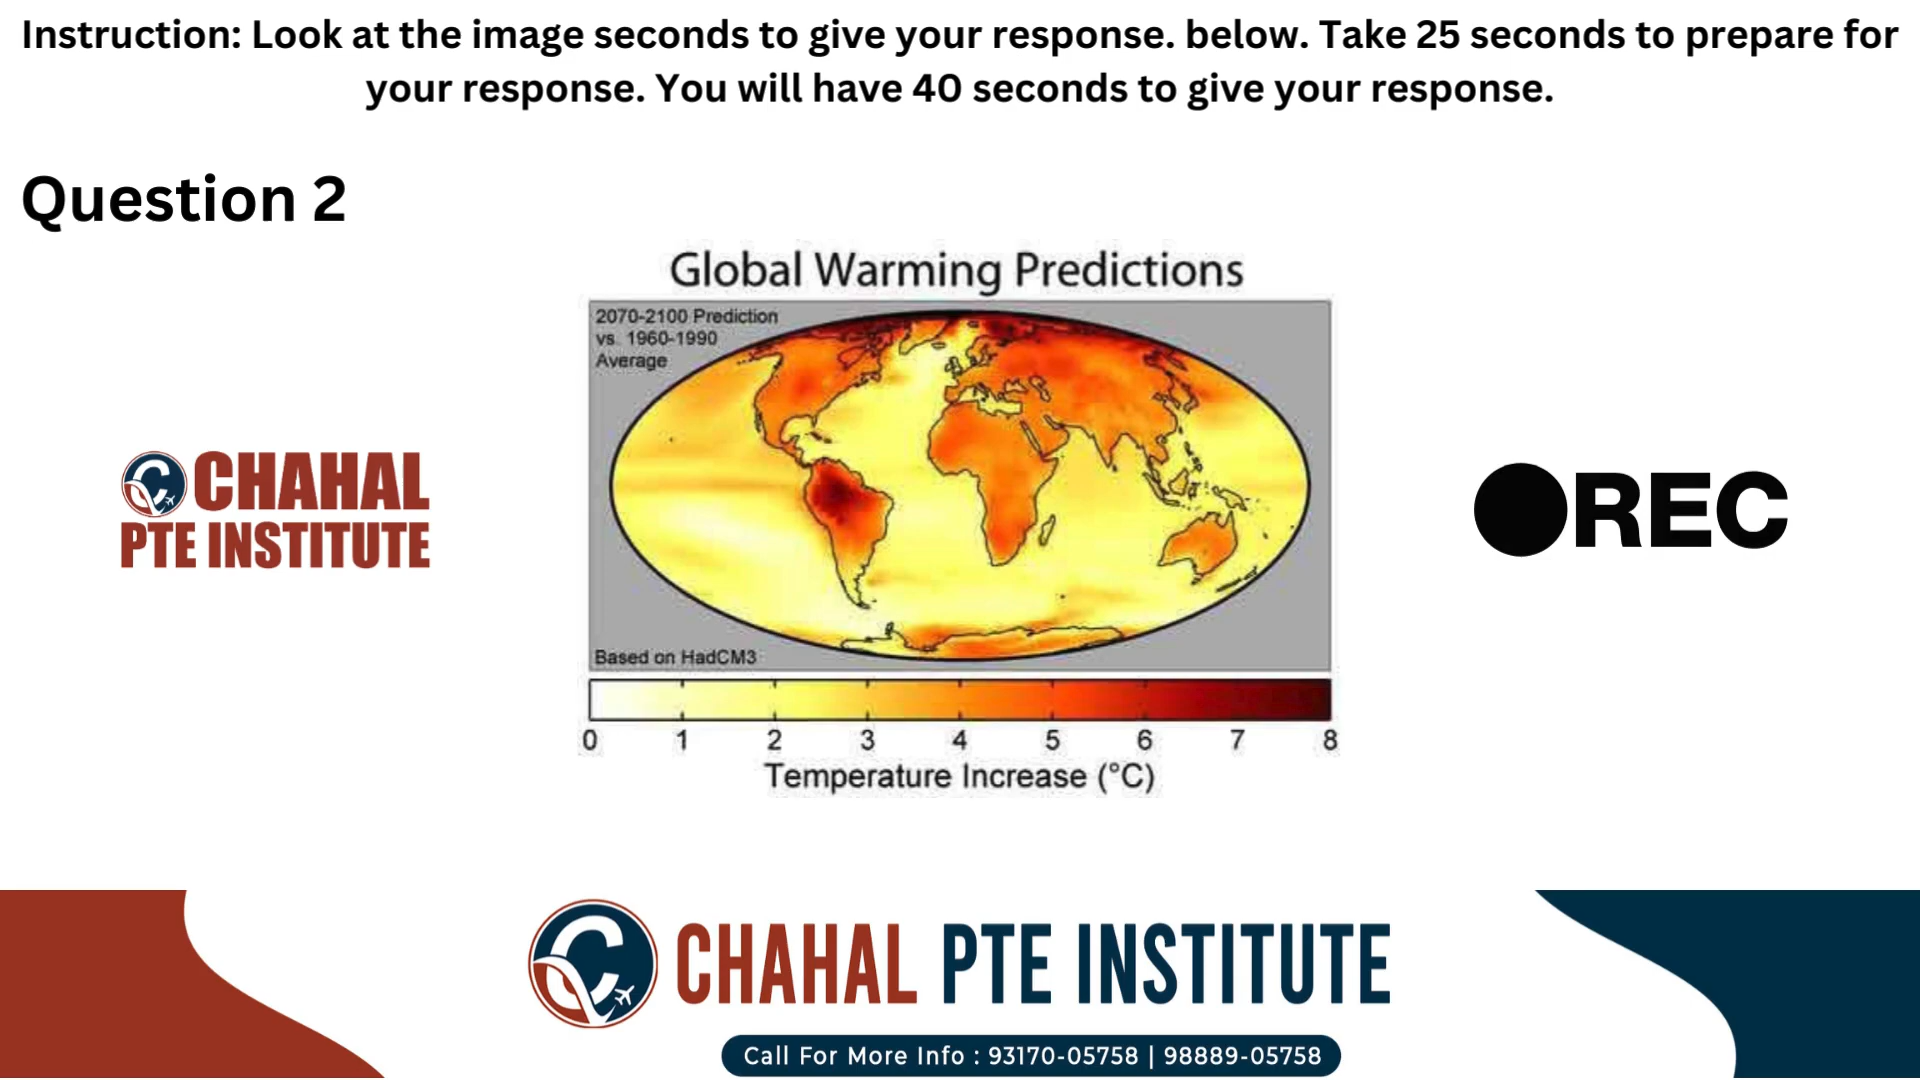 Instruction: Look at the image seconds to give your response. below. Take 25 seconds to prepare for
your response. You will have 40 seconds to give your response.
Question 2
Global Warming Predictions
2070-2100 Prediction
vs. 1960-1990
Average
Based on HadCM3
0 1 2 3 4 5 6 7 8
Temperature Increase (°C)
CHAHAL
PTE INSTITUTE
REC
CHAHAL PTE INSTITUTE
Call For More Info : 93170-05758 | 98889-05758